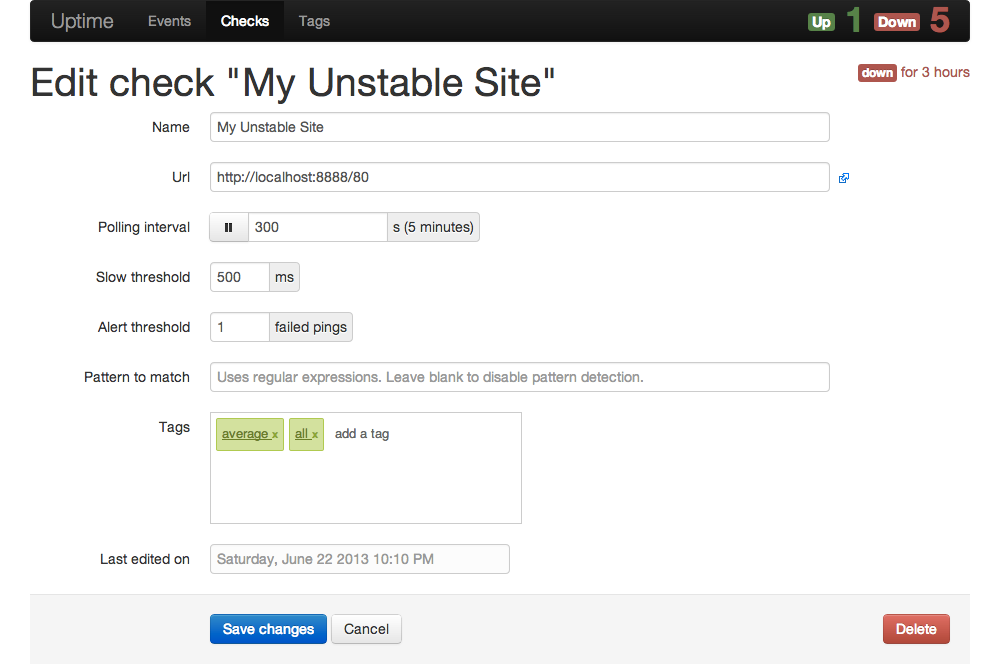 Uptime Events Checks Tags Up 1 Down 5
Edit check "My Unstable Site" down for 3 hours
Name My Unstable Site
Url http://localhost:8888/80
Polling interval 300 s (5 minutes)
Slow threshold 500 ms
Alert threshold 1 failed pings
Pattern to match Uses regular expressions. Leave blank to disable pattern detection.
Tags average x all x add a tag
Last edited on Saturday, June 22 2013 10:10 PM
Save changes Cancel Delete